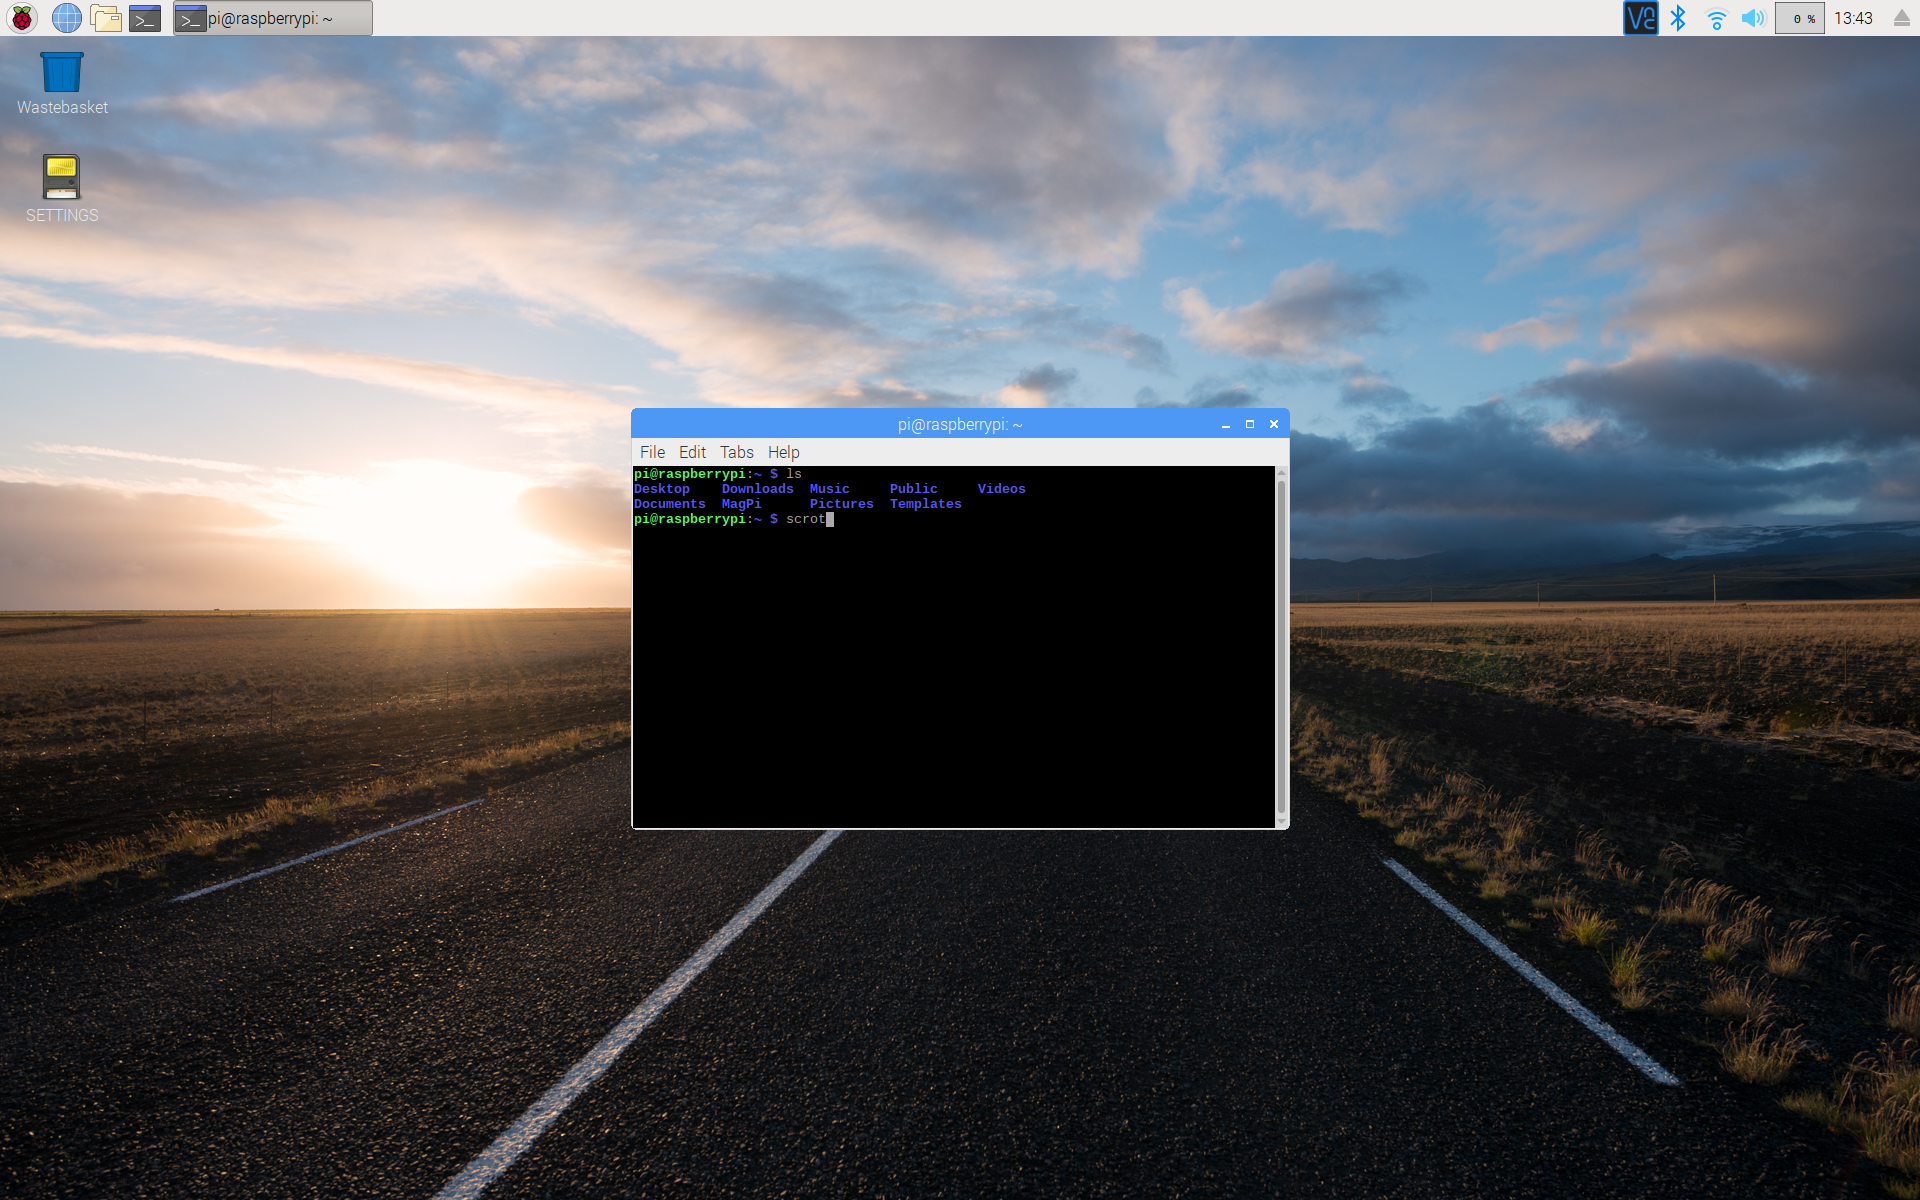 pi@raspberrypi: ~
0 %
13:43
Wastebasket
SETTINGS
pi@raspberrypi: ~
File Edit Tabs Help
pi@raspberrypi:~ $ ls
Desktop    Downloads  Music     Public     Videos
Documents  MagPi      Pictures  Templates
pi@raspberrypi:~ $ scrot